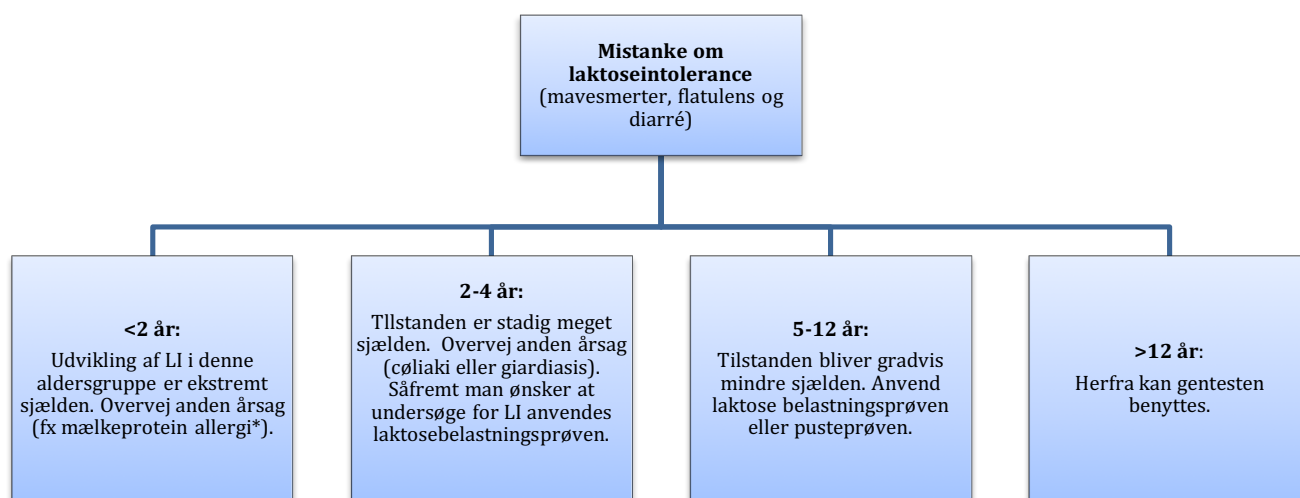 Mistanke om
laktoseintolerance
(mavesmerter, flatulens og
diarré)
<2 år:
Udvikling af LI i denne
aldersgruppe er ekstremt
sjælden. Overvej anden årsag
(fx mælkeprotein allergi*).
2-4 år:
Tllstanden er stadig meget
sjælden. Overvej anden årsag
(cøliaki eller giardiasis).
Såfremt man ønsker at
undersøge for LI anvendes
laktosebelastningsprøven.
5-12 år:
Tilstanden bliver gradvis
mindre sjælden. Anvend
laktose belastningsprøven
eller pusteprøven.
>12 år:
Herfra kan gentesten
benyttes.